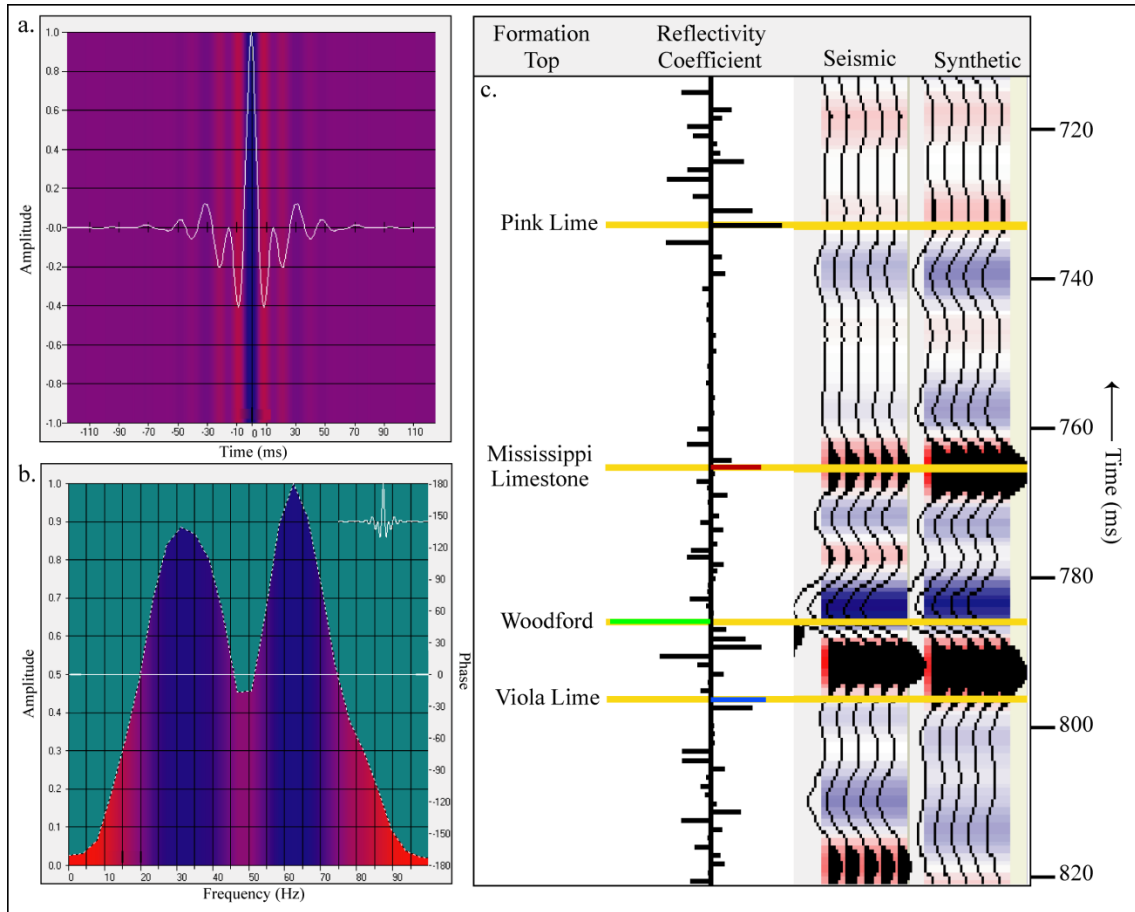 a.
1.0
0.8
0.6
0.4
0.2
-0.0
-0.2
-0.4
-0.6
-0.8
-1.0
Amplitude
-110 -90 -70 -50 -30 -10 0 10 30 50 70 90 110
Time (ms)
b.
1.0
0.9
0.8
0.7
0.6
0.5
0.4
0.3
0.2
0.1
0.0
Amplitude
180
150
120
90
60
30
0
-30
-60
-90
-120
-150
-180
Phase
0 10 20 30 40 50 60 70 80 90
Frequency (Hz)
Formation Top
Reflectivity Coefficient
Seismic
Synthetic
c.
Pink Lime
Mississippi
Limestone
Woodford
Viola Lime
720
740
760
780
800
820
Time (ms)